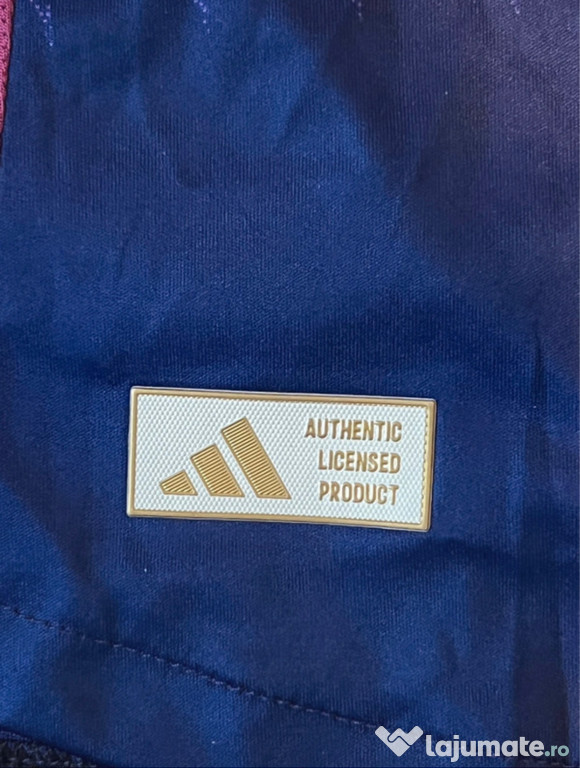 AUTHENTIC
LICENSED
PRODUCT
lajumate.ro